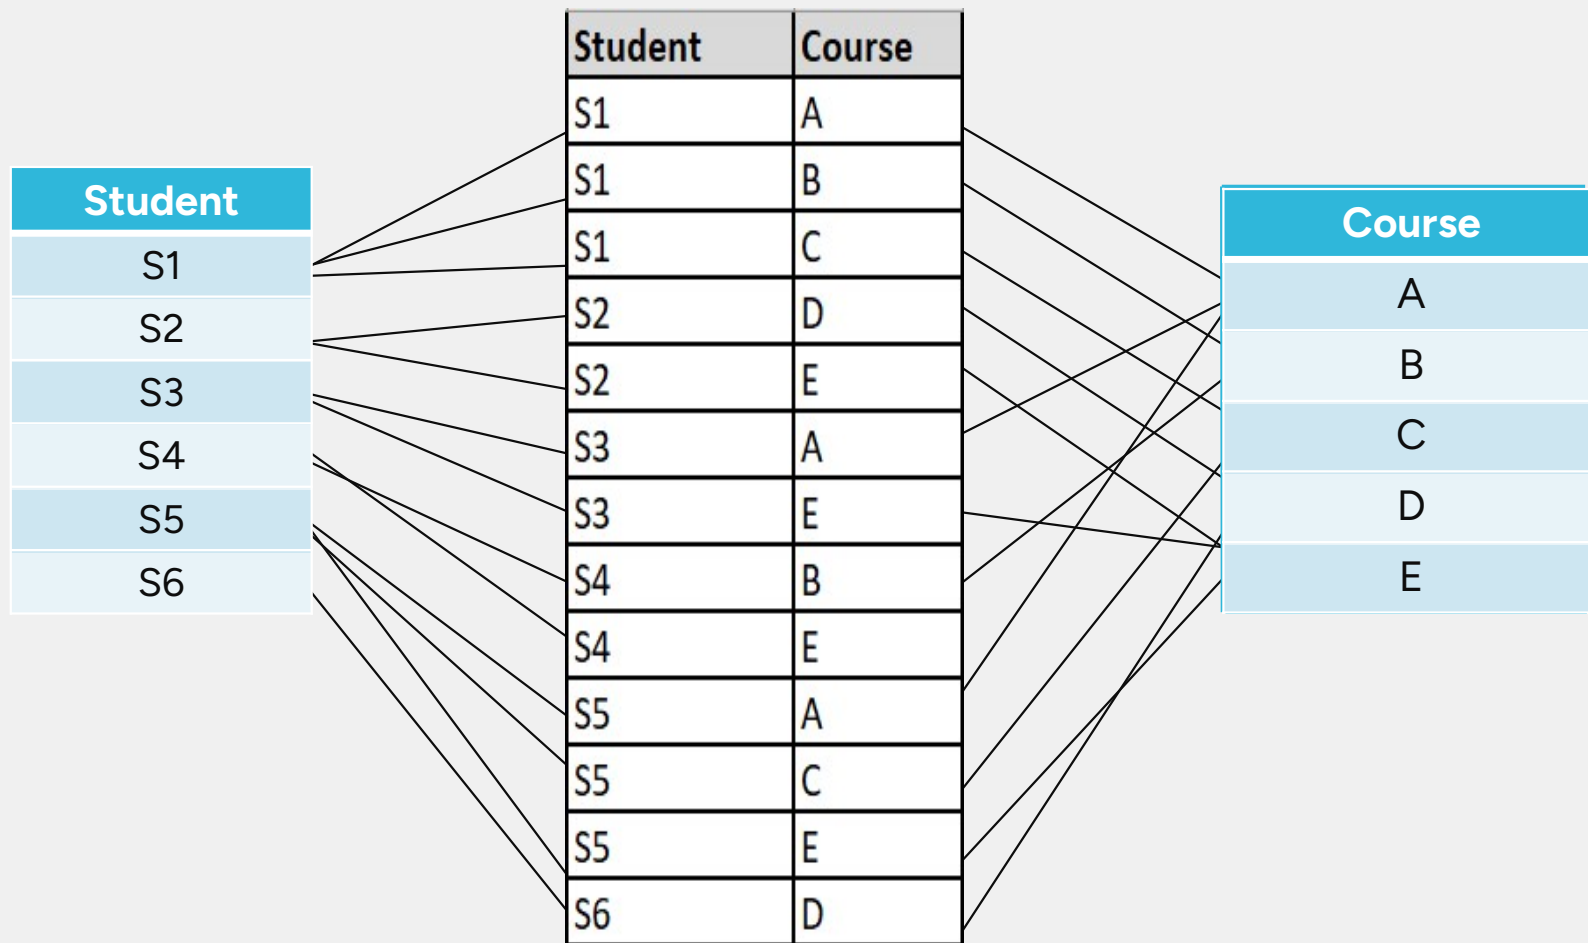 Student
S1
S2
S3
S4
S5
S6
Student Course
S1 A
S1 B
S1 C
S2 D
S2 E
S3 A
S3 E
S4 B
S4 E
S5 A
S5 C
S5 E
S6 D
Course
A
B
C
D
E